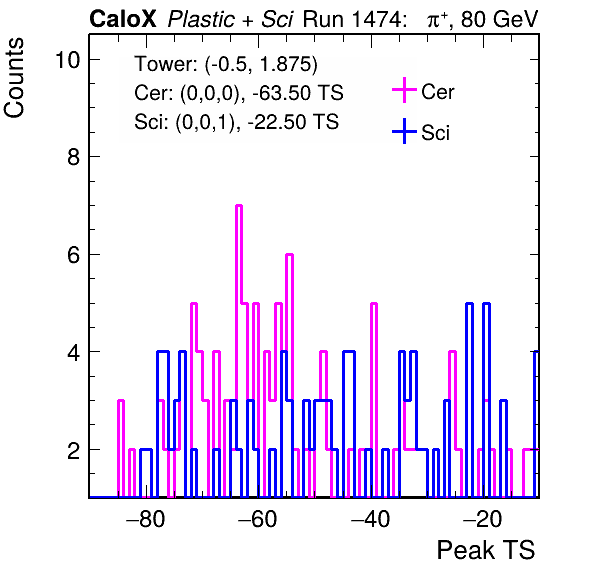 CaloX Plastic + Sci Run 1474: π⁺, 80 GeV
Counts
Tower: (-0.5, 1.875)
Cer: (0,0,0), -63.50 TS
Sci: (0,0,1), -22.50 TS
Cer
Sci
10
8
6
4
2
−80 −60 −40 −20
Peak TS